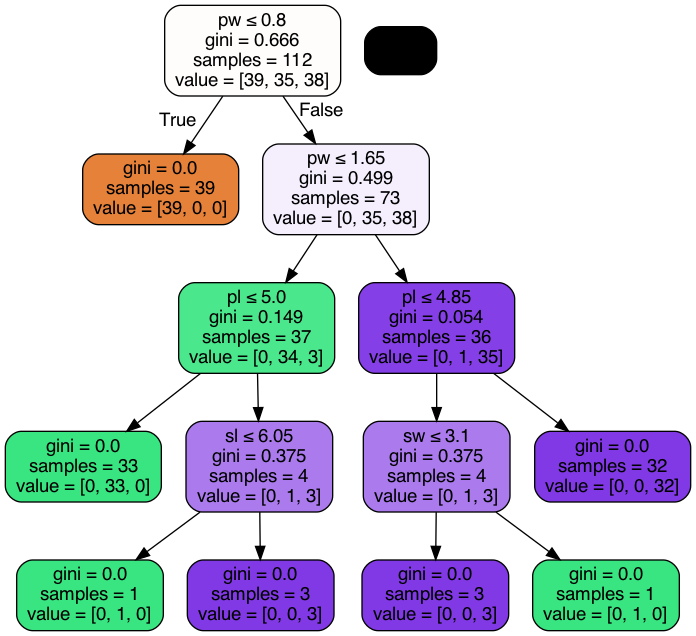 pw ≤ 0.8
gini = 0.666
samples = 112
value = [39, 35, 38]
True
False
gini = 0.0
samples = 39
value = [39, 0, 0]
pw ≤ 1.65
gini = 0.499
samples = 73
value = [0, 35, 38]
pl ≤ 5.0
gini = 0.149
samples = 37
value = [0, 34, 3]
pl ≤ 4.85
gini = 0.054
samples = 36
value = [0, 1, 35]
gini = 0.0
samples = 33
value = [0, 33, 0]
sl ≤ 6.05
gini = 0.375
samples = 4
value = [0, 1, 3]
sw ≤ 3.1
gini = 0.375
samples = 4
value = [0, 1, 3]
gini = 0.0
samples = 32
value = [0, 0, 32]
gini = 0.0
samples = 1
value = [0, 1, 0]
gini = 0.0
samples = 3
value = [0, 0, 3]
gini = 0.0
samples = 3
value = [0, 0, 3]
gini = 0.0
samples = 1
value = [0, 1, 0]